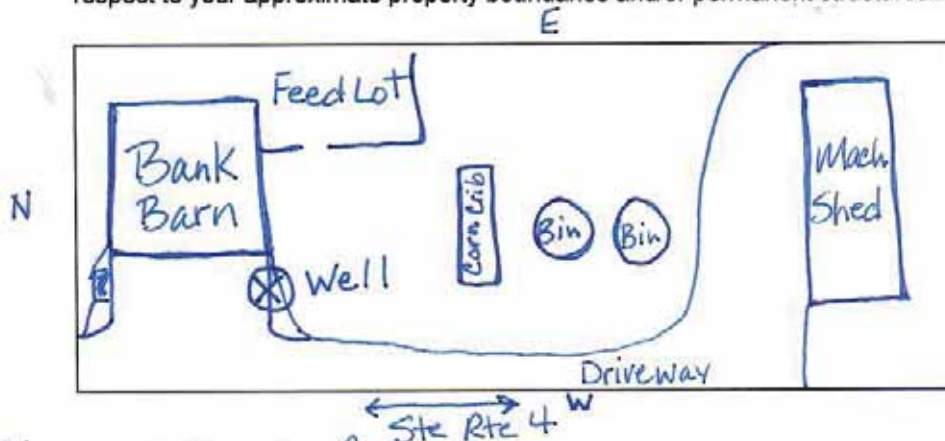 E
Feed Lot
Bank
Barn
N
Corn Crib
Bin
Bin
Mach.
Shed
Well
Driveway
W
Ste Rte 4